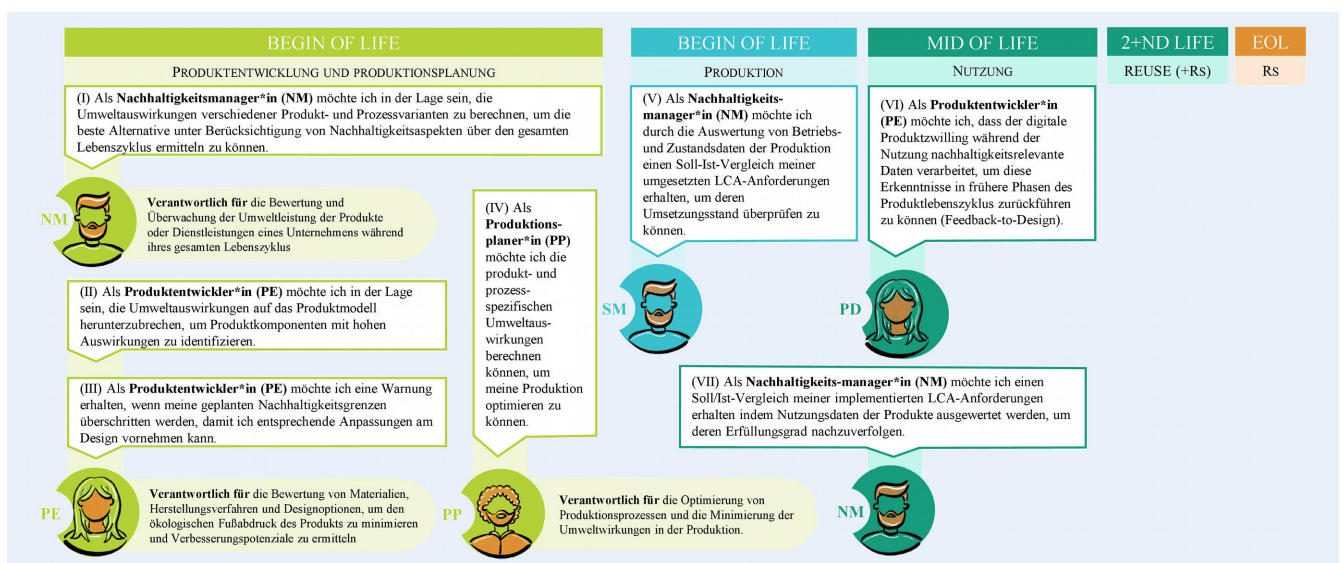 BEGIN OF LIFE
PRODUKTENTWICKLUNG UND PRODUKTIONSPLANUNG
(I) Als Nachhaltigkeitsmanager*in (NM) möchte ich in der Lage sein, die
Umweltauswirkungen verschiedener Produkt- und Prozessvarianten zu berechnen, um die
beste Alternative unter Berücksichtigung von Nachhaltigkeitsaspekten über den gesamten
Lebenszyklus ermitteln zu können.
NM
Verantwortlich für die Bewertung und
Überwachung der Umweltleistung der Produkte
oder Dienstleistungen eines Unternehmens während
ihres gesamten Lebenszyklus
(II) Als Produktentwickler*in (PE) möchte ich in der Lage
sein, die Umweltauswirkungen auf das Produktmodell
herunterzubrechen, um Produktkomponenten mit hohen
Auswirkungen zu identifizieren.
(III) Als Produktentwickler*in (PE) möchte ich eine Warnung
erhalten, wenn meine geplanten Nachhaltigkeitsgrenzen
überschritten werden, damit ich entsprechende Anpassungen am
Design vornehmen kann.
PE
Verantwortlich für die Bewertung von Materialien,
Herstellungsverfahren und Designoptionen, um den
ökologischen Fußabdruck des Produkts zu minimieren
und Verbesserungspotenziale zu ermitteln
(IV) Als
Produktions-
planer*in (PP)
möchte ich die
produkt- und
prozess-
spezifischen
Umweltaus-
wirkungen
berechnen
können, um
meine Produktion
optimieren zu
können.
PP
Verantwortlich für die Optimierung von
Produktionsprozessen und die Minimierung der
Umweltwirkungen in der Produktion.
BEGIN OF LIFE
PRODUKTION
(V) Als Nachhaltigkeits-
manager*in (NM) möchte ich
durch die Auswertung von Betriebs-
und Zustandsdaten der Produktion
einen Soll-Ist-Vergleich meiner
umgesetzten LCA-Anforderungen
erhalten, um deren
Umsetzungsstand überprüfen zu
können.
SM
MID OF LIFE
NUTZUNG
(VI) Als Produktentwickler*in
(PE) möchte ich, dass der digitale
Produktzwilling während der
Nutzung nachhaltigkeitsrelevante
Daten verarbeitet, um diese
Erkenntnisse in frühere Phasen des
Produktlebenszyklus zurückführen
zu können (Feedback-to-Design).
PD
(VII) Als Nachhaltigkeits-manager*in (NM) möchte ich einen
Soll/Ist-Vergleich meiner implementierten LCA-Anforderungen
erhalten indem Nutzungsdaten der Produkte ausgewertet werden, um
deren Erfüllungsgrad nachzuverfolgen.
NM
2+ND LIFE
REUSE (+RS)
EOL
RS